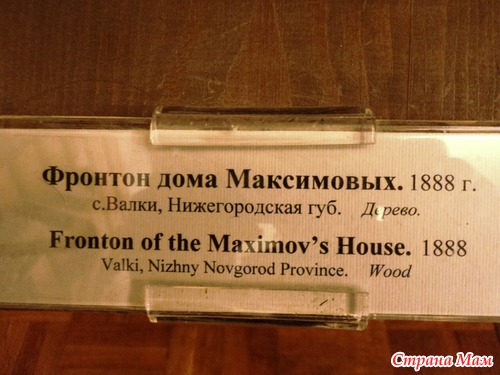 Фронтон дома Максимовых. 1888 г.
с.Валки, Нижегородская губ. Дерево.
Fronton of the Maximov's House. 1888
Valki, Nizhny Novgorod Province. Wood
Страна Мам